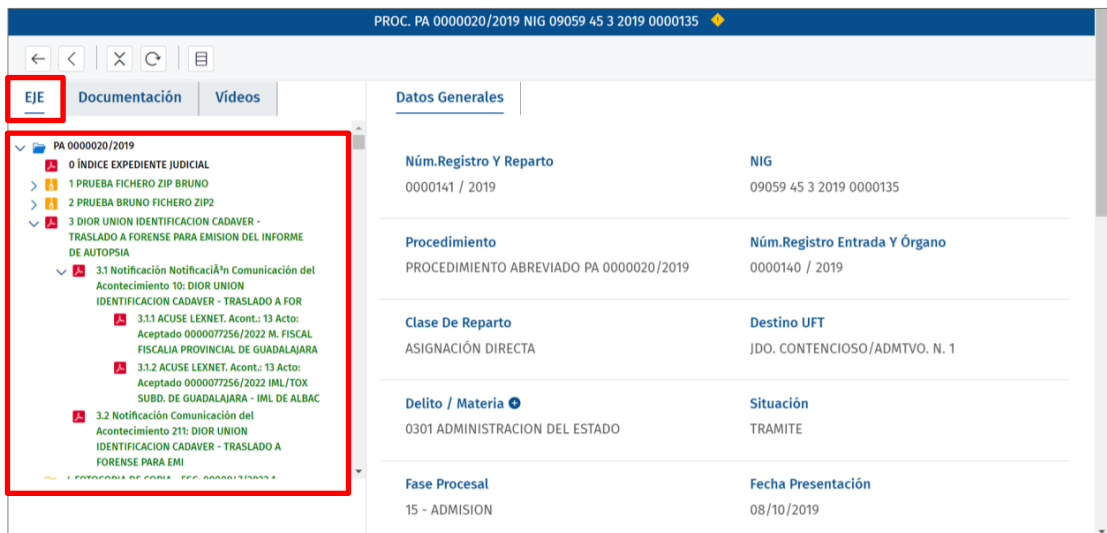 PROC. PA 0000020/2019 NIG 09059 45 3 2019 0000135
EJE
Documentación
Vídeos
PA 0000020/2019
0 ÍNDICE EXPEDIENTE JUDICIAL
1 PRUEBA FICHERO ZIP BRUNO
2 PRUEBA BRUNO FICHERO ZIP2
3 DIOR UNION IDENTIFICACION CADAVER -
TRASLADO A FORENSE PARA EMISION DEL INFORME
DE AUTOPSIA
3.1 Notificación NotificaciÃ³n Comunicación del
Acontecimiento 10: DIOR UNION
IDENTIFICACION CADAVER - TRASLADO A FOR
3.1.1 ACUSE LEXNET. Acont.: 13 Acto:
Aceptado 0000077256/2022 M. FISCAL
FISCALIA PROVINCIAL DE GUADALAJARA
3.1.2 ACUSE LEXNET. Acont.: 13 Acto:
Aceptado 0000077256/2022 IML/TOX
SUBD. DE GUADALAJARA - IML DE ALBAC
3.2 Notificación Comunicación del
Acontecimiento 211: DIOR UNION
IDENTIFICACION CADAVER - TRASLADO A
FORENSE PARA EMI
Datos Generales
Núm.Registro Y Reparto
0000141 / 2019
NIG
09059 45 3 2019 0000135
Procedimiento
PROCEDIMIENTO ABREVIADO PA 0000020/2019
Núm.Registro Entrada Y Órgano
0000140 / 2019
Clase De Reparto
ASIGNACIÓN DIRECTA
Destino UFT
JDO. CONTENCIOSO/ADMTVO. N. 1
Delito / Materia
0301 ADMINISTRACION DEL ESTADO
Situación
TRAMITE
Fase Procesal
15 - ADMISION
Fecha Presentación
08/10/2019